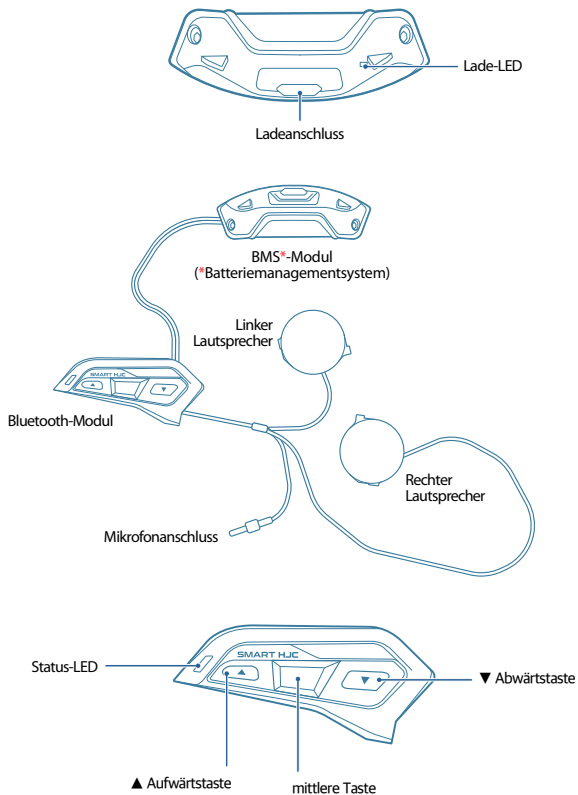 Lade-LED
Ladeanschluss
BMS*-Modul
(*Batteriemanagementsystem)
Linker
Lautsprecher
SMART HJC
▲
▼
Bluetooth-Modul
Rechter
Lautsprecher
Mikrofonanschluss
SMART HJC
Status-LED
▲
▼
▼ Abwärtstaste
▲ Aufwärtstaste
mittlere Taste